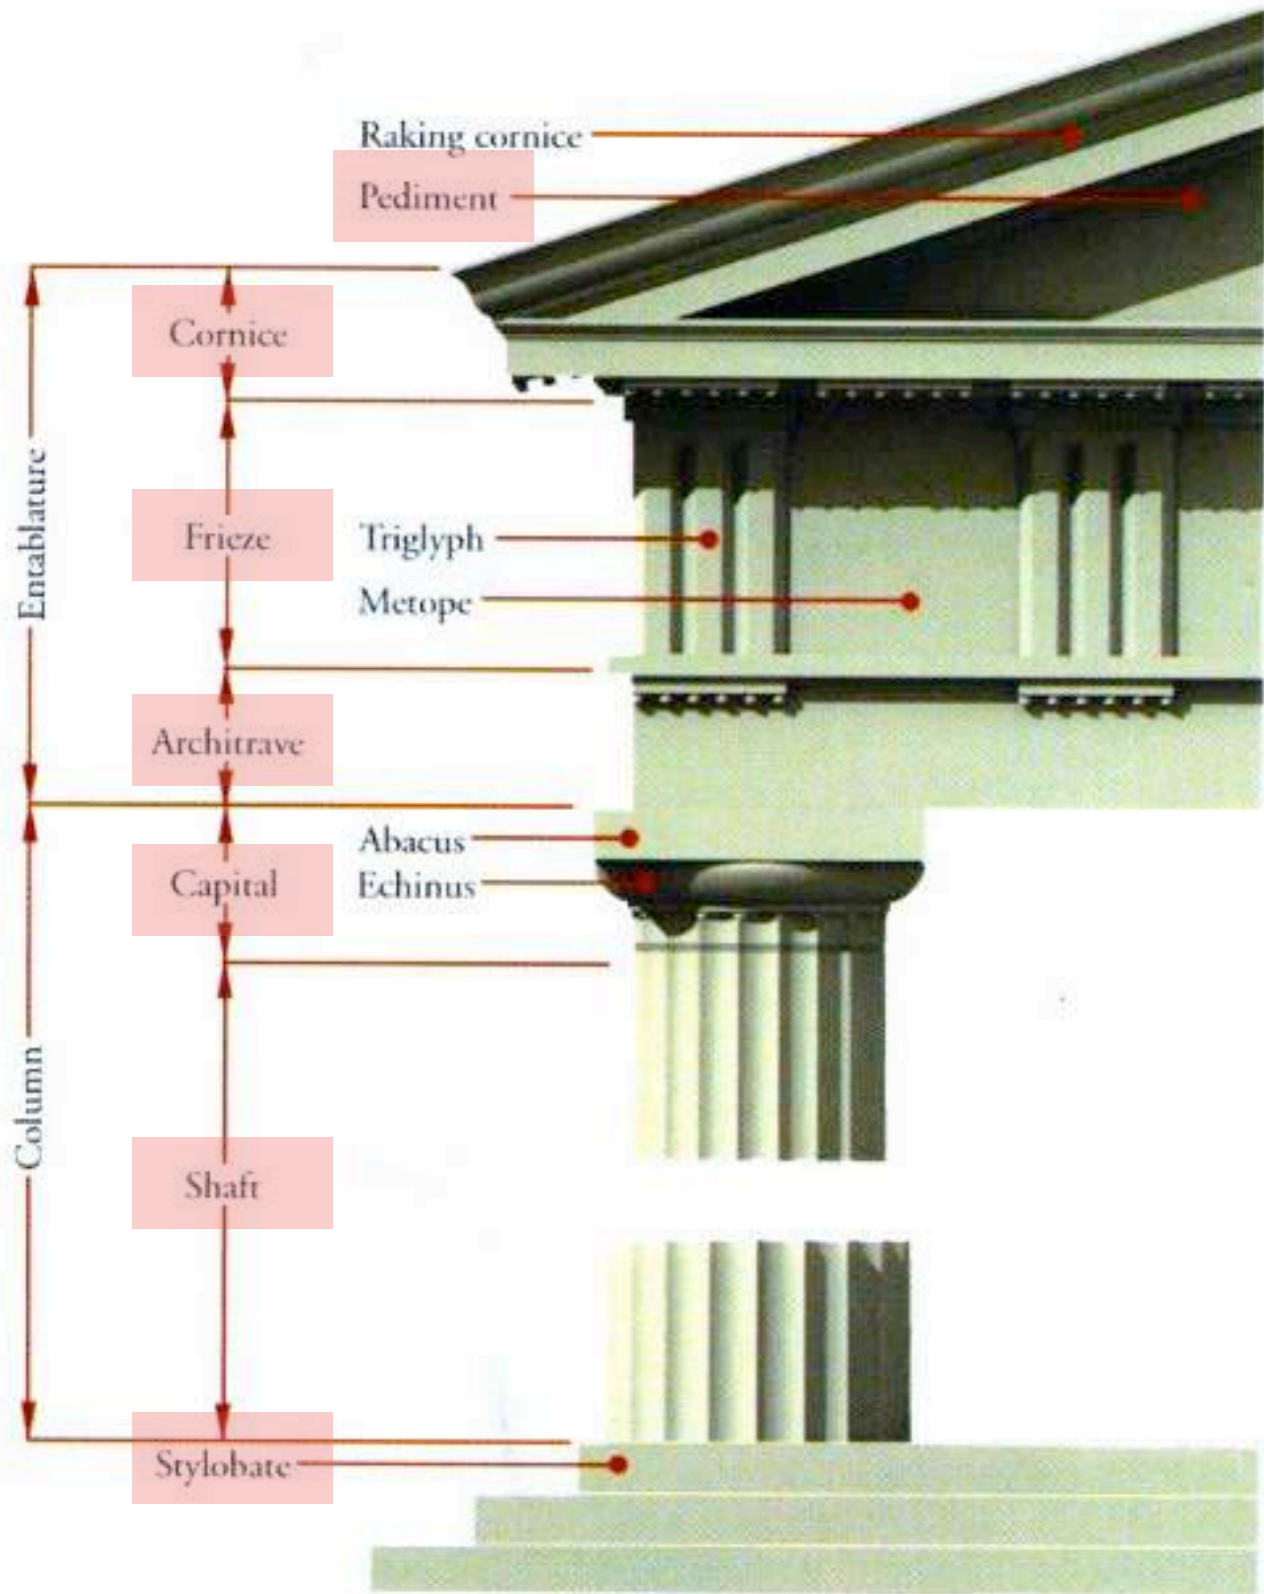 Raking cornice
Pediment
Cornice
Entablature
Frieze
Triglyph
Metope
Architrave
Abacus
Capital
Echinus
Column
Shaft
Stylobate